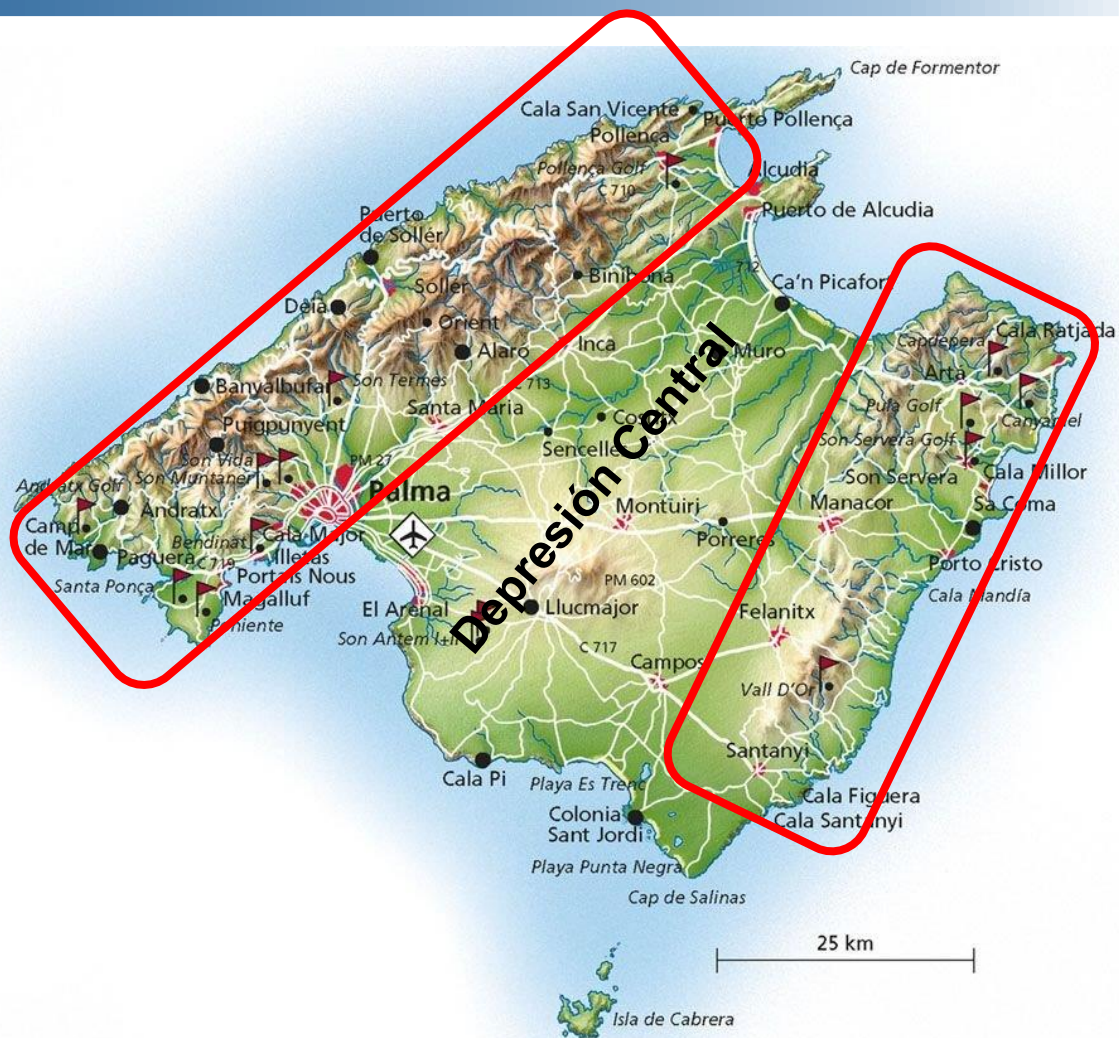 Cap de Formentor
Cala San Vicente
Puerto Pollença
Pollença
Pollença Golf
C 710
Alcudia
Puerto de Alcudia
Puerto
de Sollér
Binibona
712
Ca'n Picafort
Sollér
Deia
Orient
Cala Ratjada
Capdepera
Alaro
Inca
Muro
Arta
Banyalbufar
Son Termes
C 713
Pula Golf
Canyamel
Santa Maria
Puigpunyent
Son Servera Golf
Son Vida
PM 27
Son Servera
Cala Millor
Andratx Golf
Son Muntaner
Palma
Depresión Central
Montuiri
Manacor
Sa Coma
Andratx
Camp
de Mar
Bendinat
Cala Major
Illetas
Porreres
Paguera
C 719
Porto Cristo
Santa Ponça
Portals Nous
PM 602
Cala Mandía
Magalluf
El Arenal
Llucmajor
Felanitx
Poniente
Son Antem I+II
C 717
Campos
Vall D'Or
Santanyi
Cala Pi
Playa Es Trenc
Cala Figuera
Colonia
Sant Jordi
Cala Santanyi
Playa Punta Negra
Cap de Salinas
25 km
Isla de Cabrera